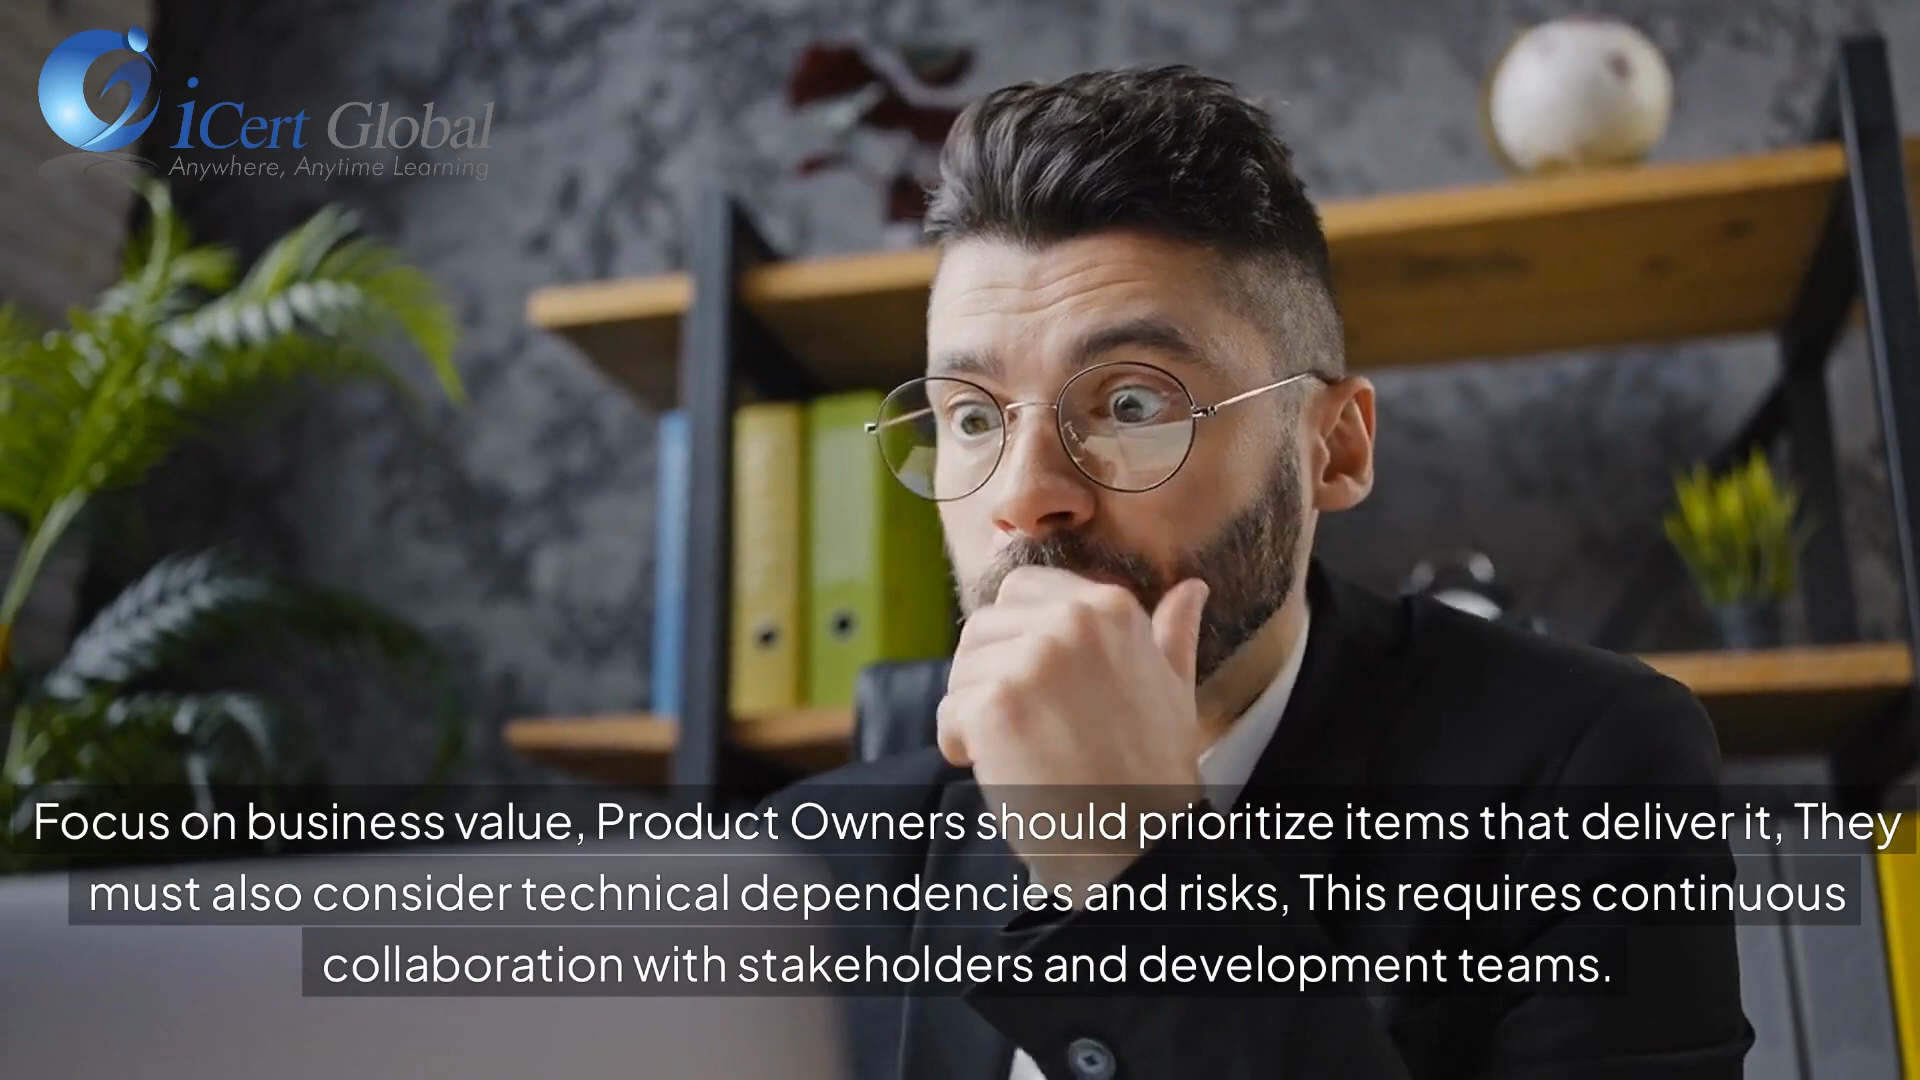 iCert Global
Anywhere, Anytime Learning
Focus on business value, Product Owners should prioritize items that deliver it, They
must also consider technical dependencies and risks, This requires continuous
collaboration with stakeholders and development teams.